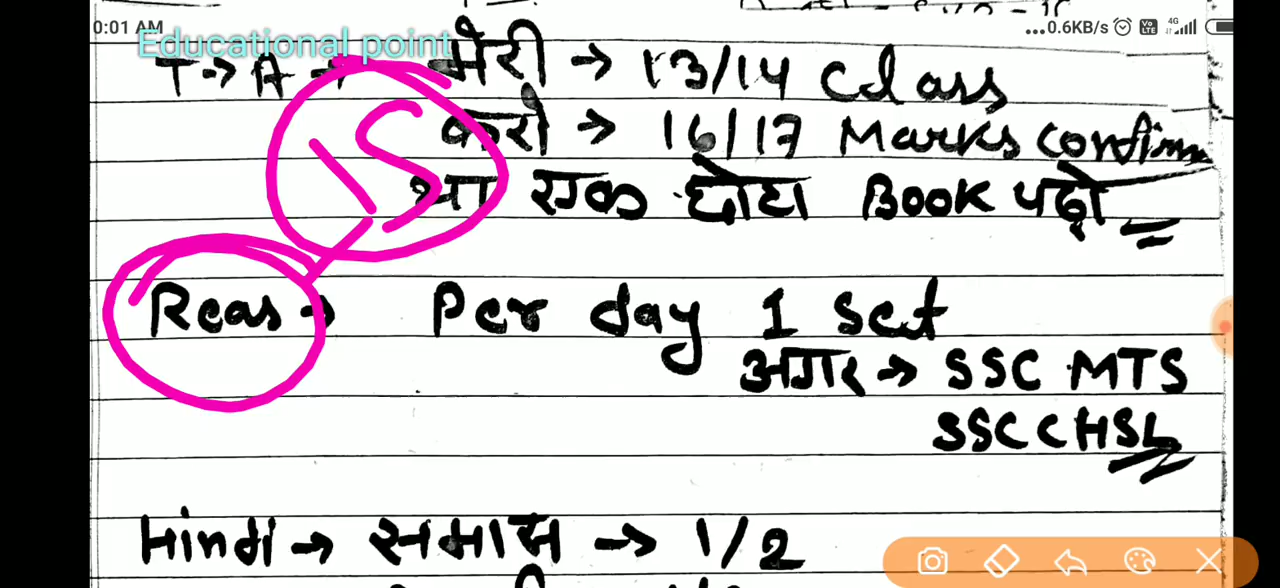 0:01 AM
...0.6KB/s
4G
Educational point
T → A → मेरी → 13/14 Class
करो → 16/17 Marks confirm
या एक छोटा Book पढ़ो
15
Reas → Per day 1 set
अगर → SSC MTS
SSC CHSL
Hindi → समास → 1/2